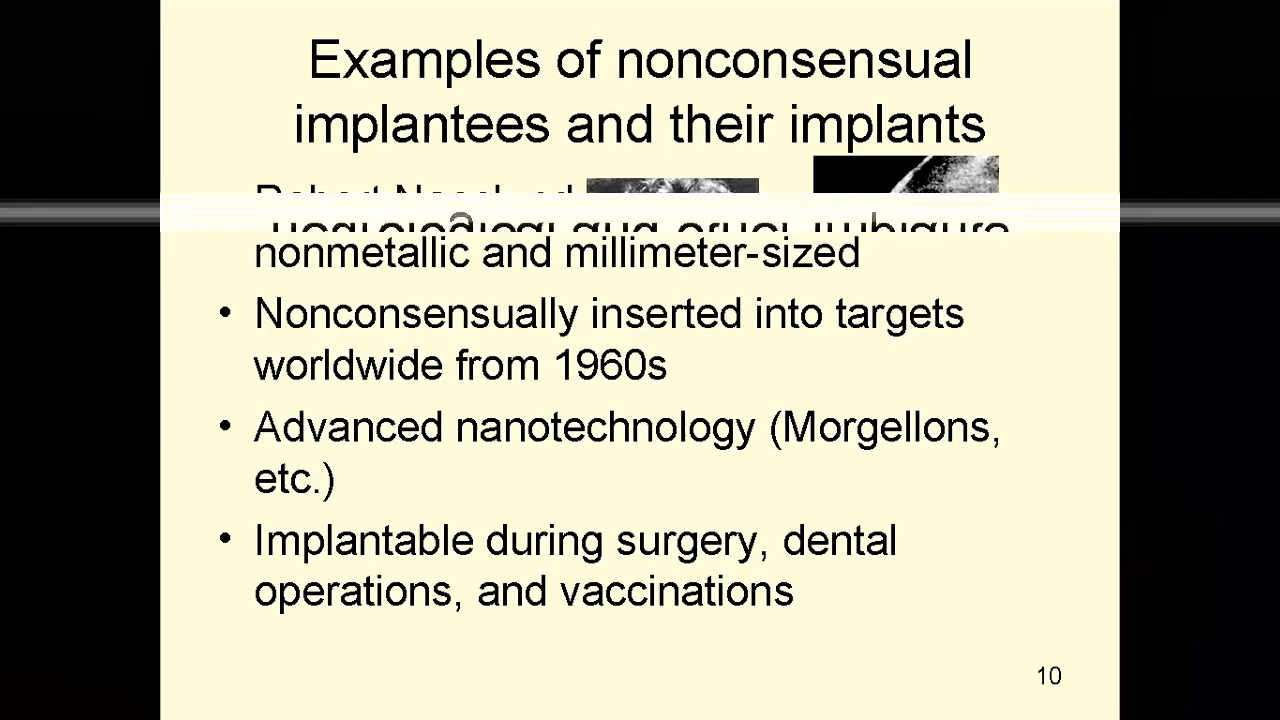 Examples of nonconsensual
implantees and their implants
nonmetallic and millimeter-sized
• Nonconsensually inserted into targets
worldwide from 1960s
• Advanced nanotechnology (Morgellons,
etc.)
• Implantable during surgery, dental
operations, and vaccinations
10